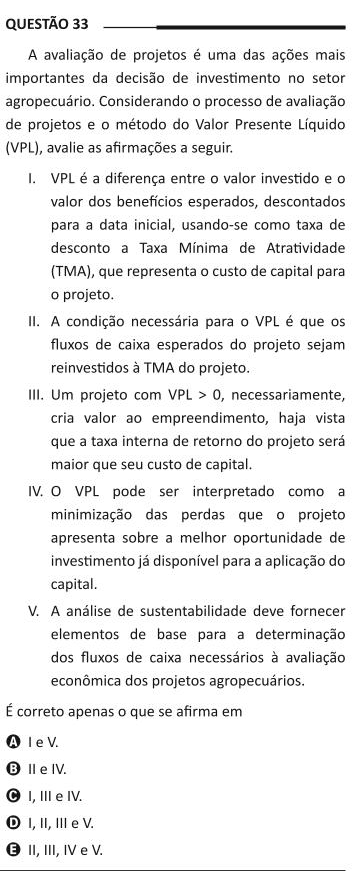 QUESTÃO 33
A avaliação de projetos é uma das ações mais
importantes da decisão de investimento no setor
agropecuário. Considerando o processo de avaliação
de projetos e o método do Valor Presente Líquido
(VPL), avalie as afirmações a seguir.
I. VPL é a diferença entre o valor investido e o
valor dos benefícios esperados, descontados
para a data inicial, usando-se como taxa de
desconto a Taxa Mínima de Atratividade
(TMA), que representa o custo de capital para
o projeto.
II. A condição necessária para o VPL é que os
fluxos de caixa esperados do projeto sejam
reinvestidos à TMA do projeto.
III. Um projeto com VPL > 0, necessariamente,
cria valor ao empreendimento, haja vista
que a taxa interna de retorno do projeto será
maior que seu custo de capital.
IV. O VPL pode ser interpretado como a
minimização das perdas que o projeto
apresenta sobre a melhor oportunidade de
investimento já disponível para a aplicação do
capital.
V. A análise de sustentabilidade deve fornecer
elementos de base para a determinação
dos fluxos de caixa necessários à avaliação
econômica dos projetos agropecuários.
É correto apenas o que se afirma em
A I e V.
B II e IV.
C I, III e IV.
D I, II, III e V.
E II, III, IV e V.